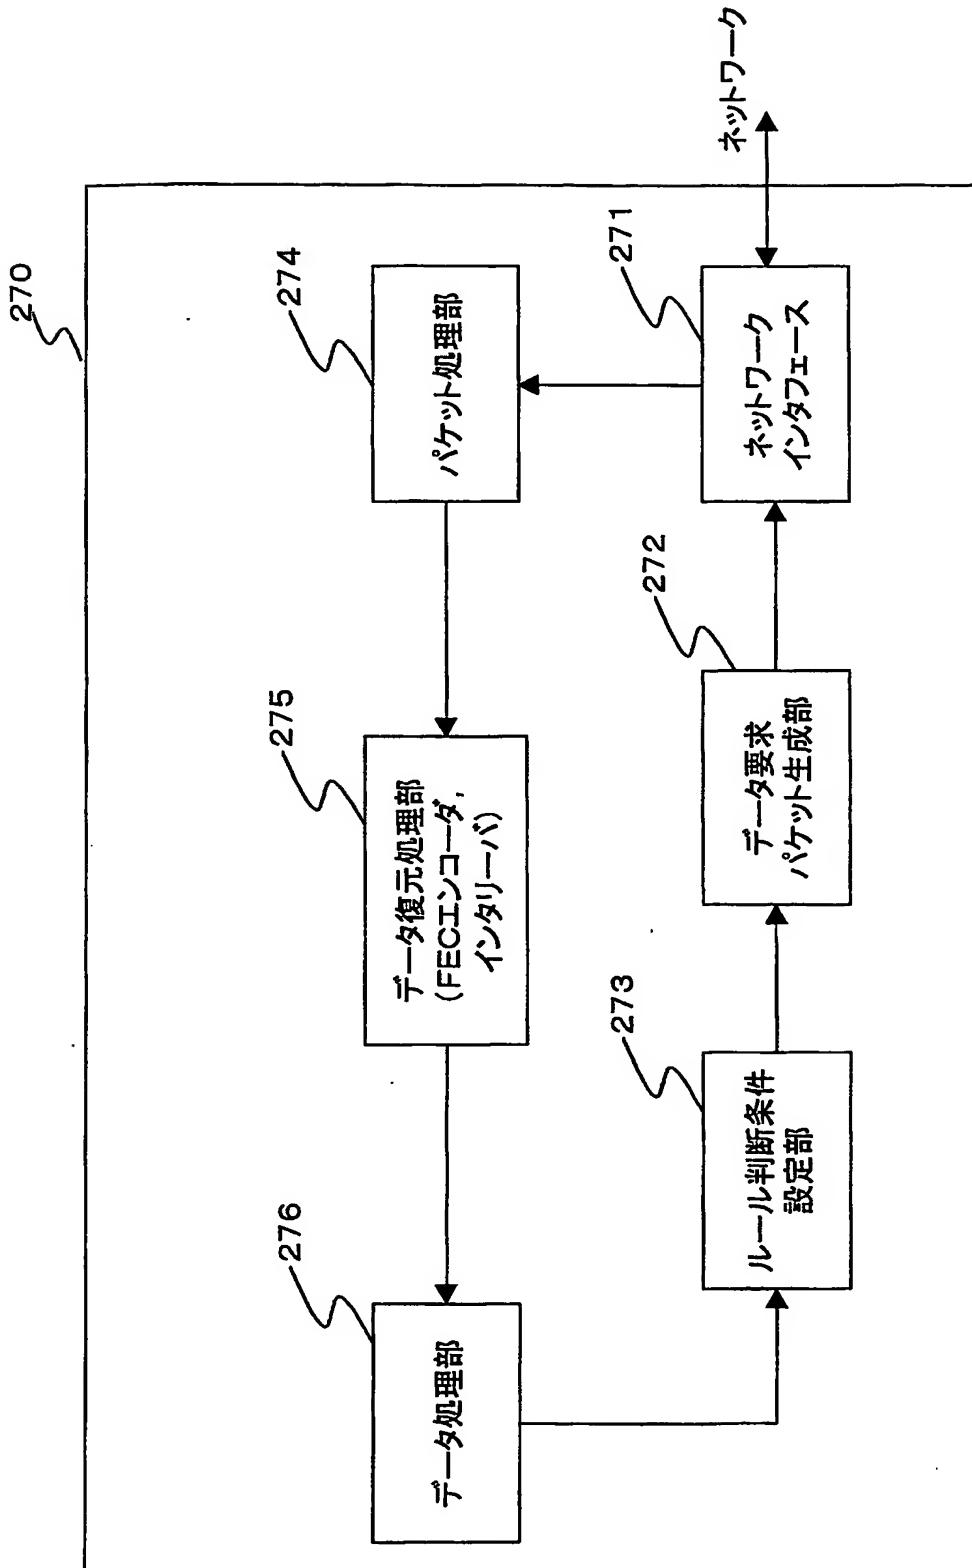 270
276
データ処理部
275
データ復元処理部
(FECエンコーダ,
インタリーバ)
274
パケット処理部
273
ルール判断条件
設定部
272
データ要求
パケット生成部
271
ネットワーク
インタフェース
ネットワーク